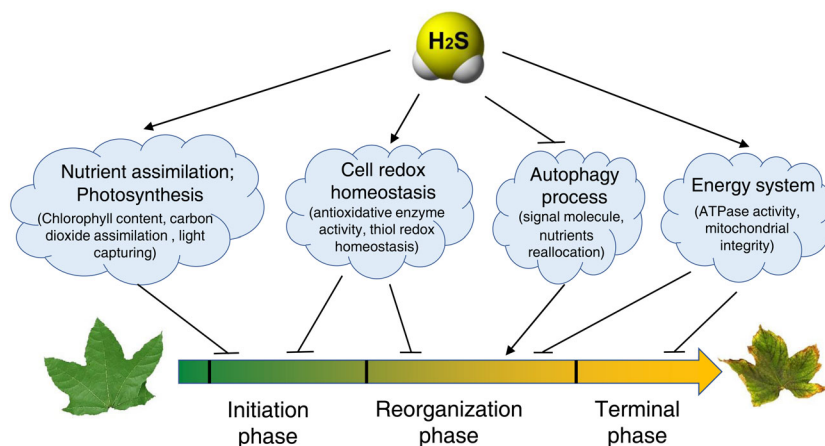 H2S
Nutrient assimilation;
Photosynthesis
(Chlorophyll content, carbon
dioxide assimilation , light
capturing)
Cell redox
homeostasis
(antioxidative enzyme
activity, thiol redox
homeostasis)
Autophagy
process
(signal molecule,
nutrients
reallocation)
Energy system
(ATPase activity,
mitochondrial
integrity)
Initiation
phase
Reorganization
phase
Terminal
phase